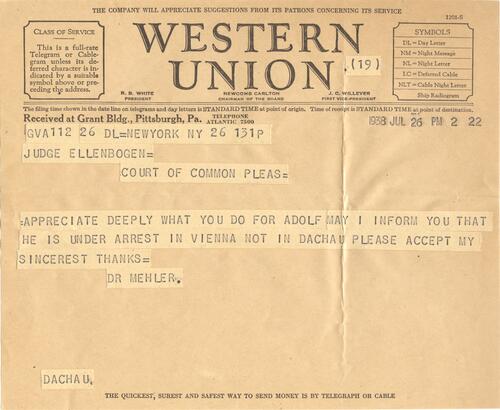 THE COMPANY WILL APPRECIATE SUGGESTIONS FROM ITS PATRONS CONCERNING ITS SERVICE
1201-S
CLASS OF SERVICE
This is a full-rate
Telegram or Cable-
gram unless its de-
ferred character is in-
dicated by a suitable
symbol above or pre-
ceding the address.
WESTERN
UNION
(19)
R. B. WHITE
PRESIDENT
NEWCOMB CARLTON
CHAIRMAN OF THE BOARD
J. C. WILLEVER
FIRST VICE-PRESIDENT
SYMBOLS
DL = Day Letter
NM = Night Message
NL = Night Letter
LC = Deferred Cable
NLT = Cable Night Letter
Ship Radiogram
The filing time shown in the date line on telegrams and day letters is STANDARD TIME at point of origin. Time of receipt is STANDARD TIME at point of destination.
Received at Grant Bldg., Pittsburgh, Pa. TELEPHONE ATLANTIC 7500
1938 JUL 26 PM 2 22
GVA112 26 DL=NEWYORK NY 26 131P
JUDGE ELLENBOGEN=
COURT OF COMMON PLEAS=
=APPRECIATE DEEPLY WHAT YOU DO FOR ADOLF MAY I INFORM YOU THAT
HE IS UNDER ARREST IN VIENNA NOT IN DACHAU PLEASE ACCEPT MY
SINCEREST THANKS=
DR MEHLER.
DACHAU.
THE QUICKEST, SUREST AND SAFEST WAY TO SEND MONEY IS BY TELEGRAPH OR CABLE